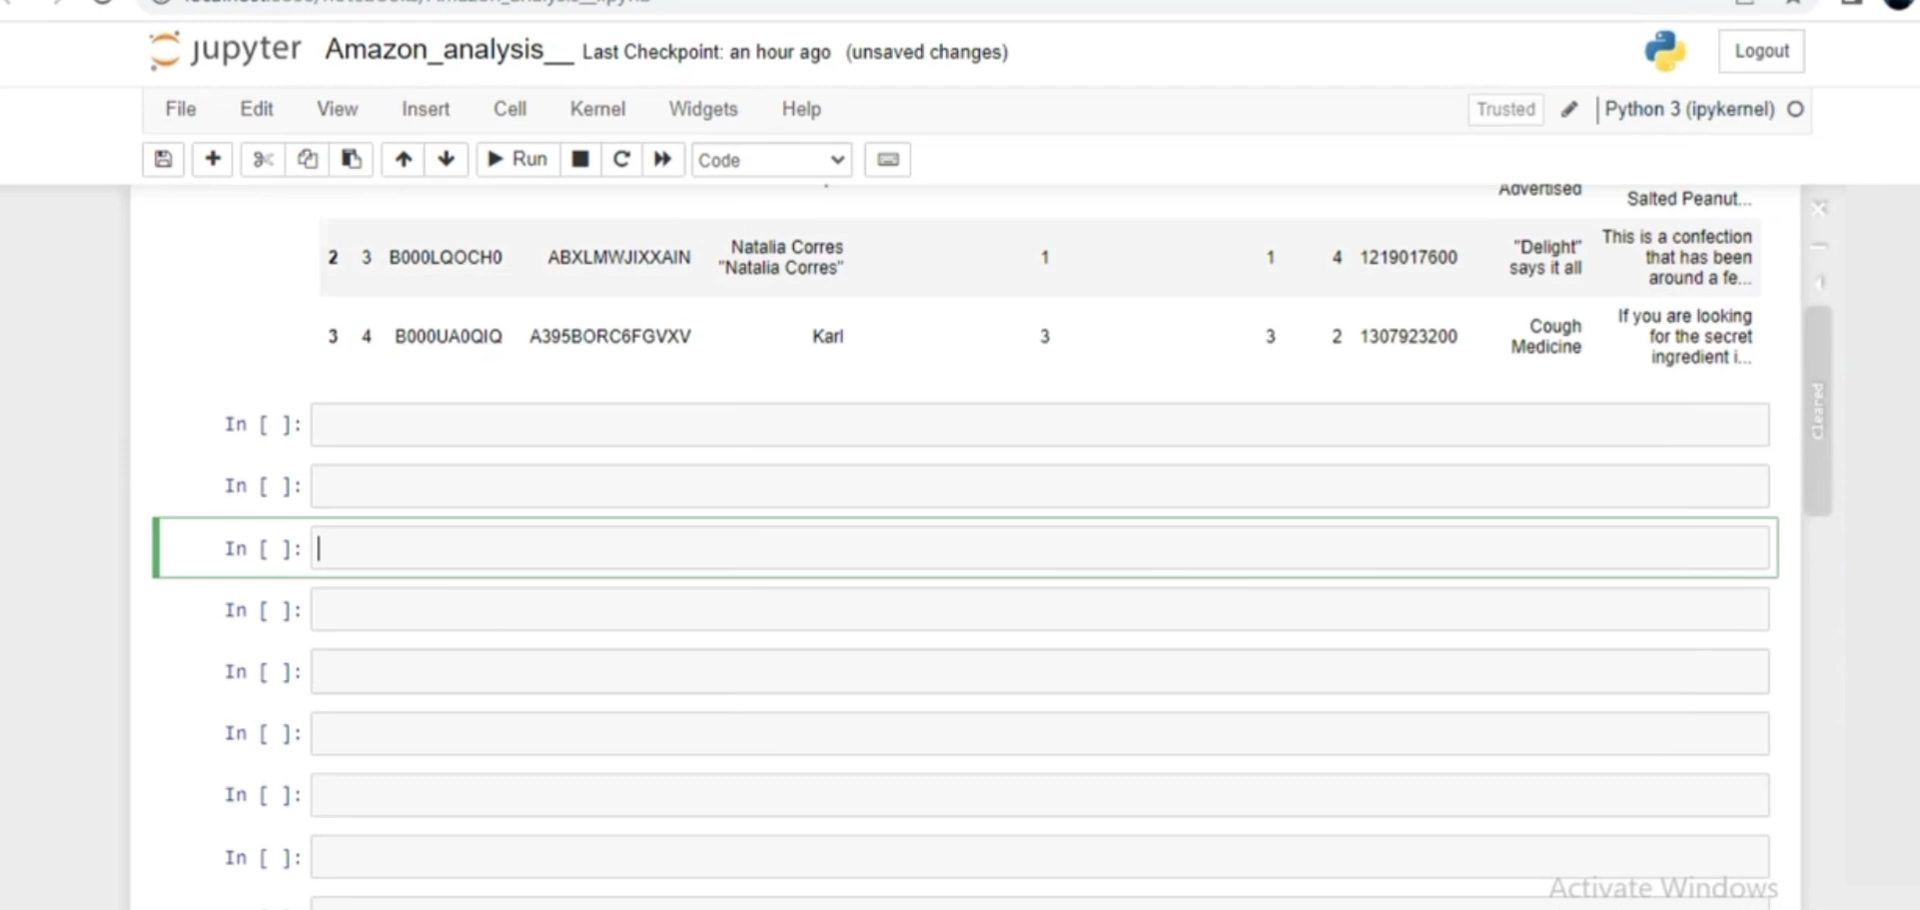 jupyter Amazon_analysis__ Last Checkpoint: an hour ago (unsaved changes) Logout
File Edit View Insert Cell Kernel Widgets Help Trusted Python 3 (ipykernel)
Run Code
Advertised Salted Peanut...
2 3 B000LQOCH0 ABXLMWJIXXAIN Natalia Corres "Natalia Corres" 1 1 4 1219017600 "Delight" says it all This is a confection that has been around a fe...
3 4 B000UA0QIQ A395BORC6FGVXV Karl 3 3 2 1307923200 Cough Medicine If you are looking for the secret ingredient i...
Cleared
In [ ]:
In [ ]:
In [ ]:
In [ ]:
In [ ]:
In [ ]:
In [ ]:
In [ ]:
Activate Windows